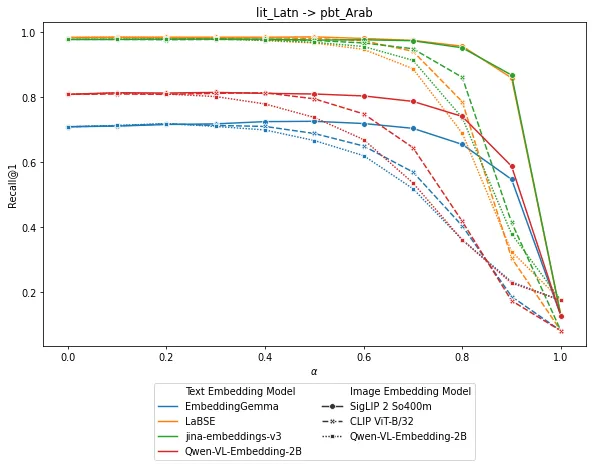 lit_Latn -> pbt_Arab
Recall@1
1.0
0.8
0.6
0.4
0.2
0.0 0.2 0.4 0.6 0.8 1.0
α
Text Embedding Model
EmbeddingGemma
LaBSE
jina-embeddings-v3
Qwen-VL-Embedding-2B
Image Embedding Model
SigLIP 2 So400m
CLIP ViT-B/32
Qwen-VL-Embedding-2B